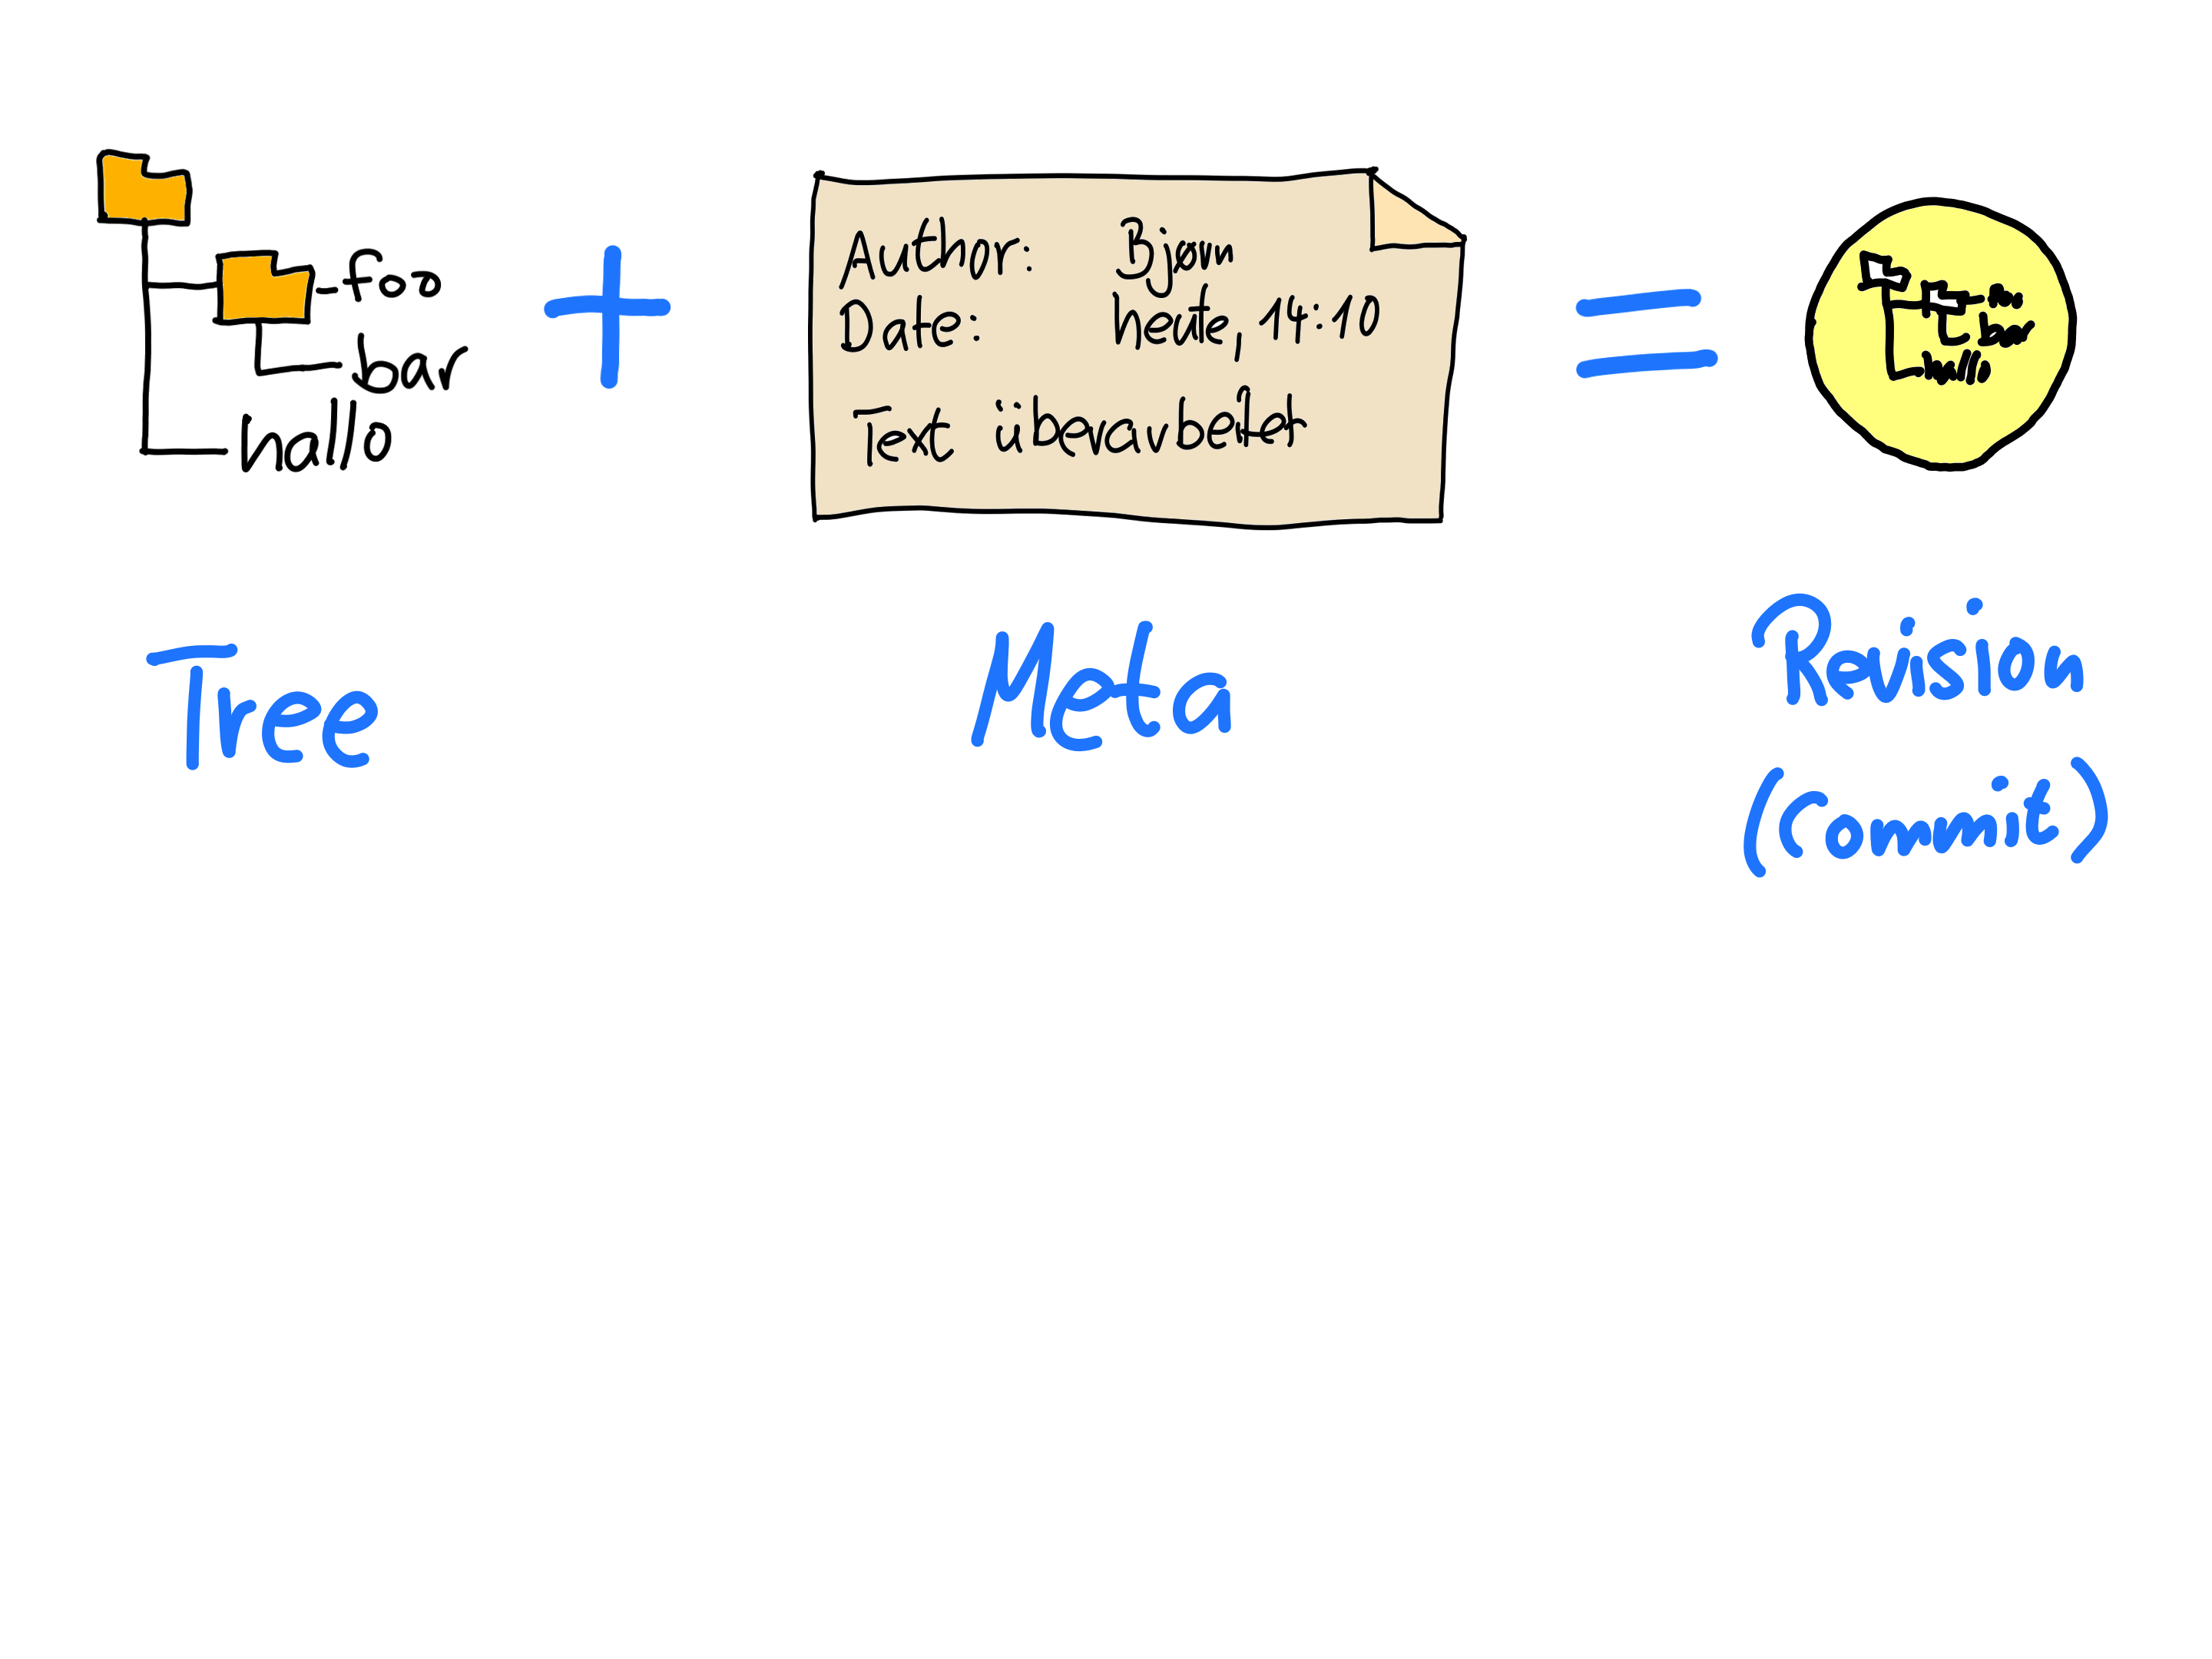 foo
bar
hallo
+
Author: Bjørn
Date: heute, 14:10
Text überarbeitet
=
foo
bar
hallo
Tree
Meta
Revision
(Commit)